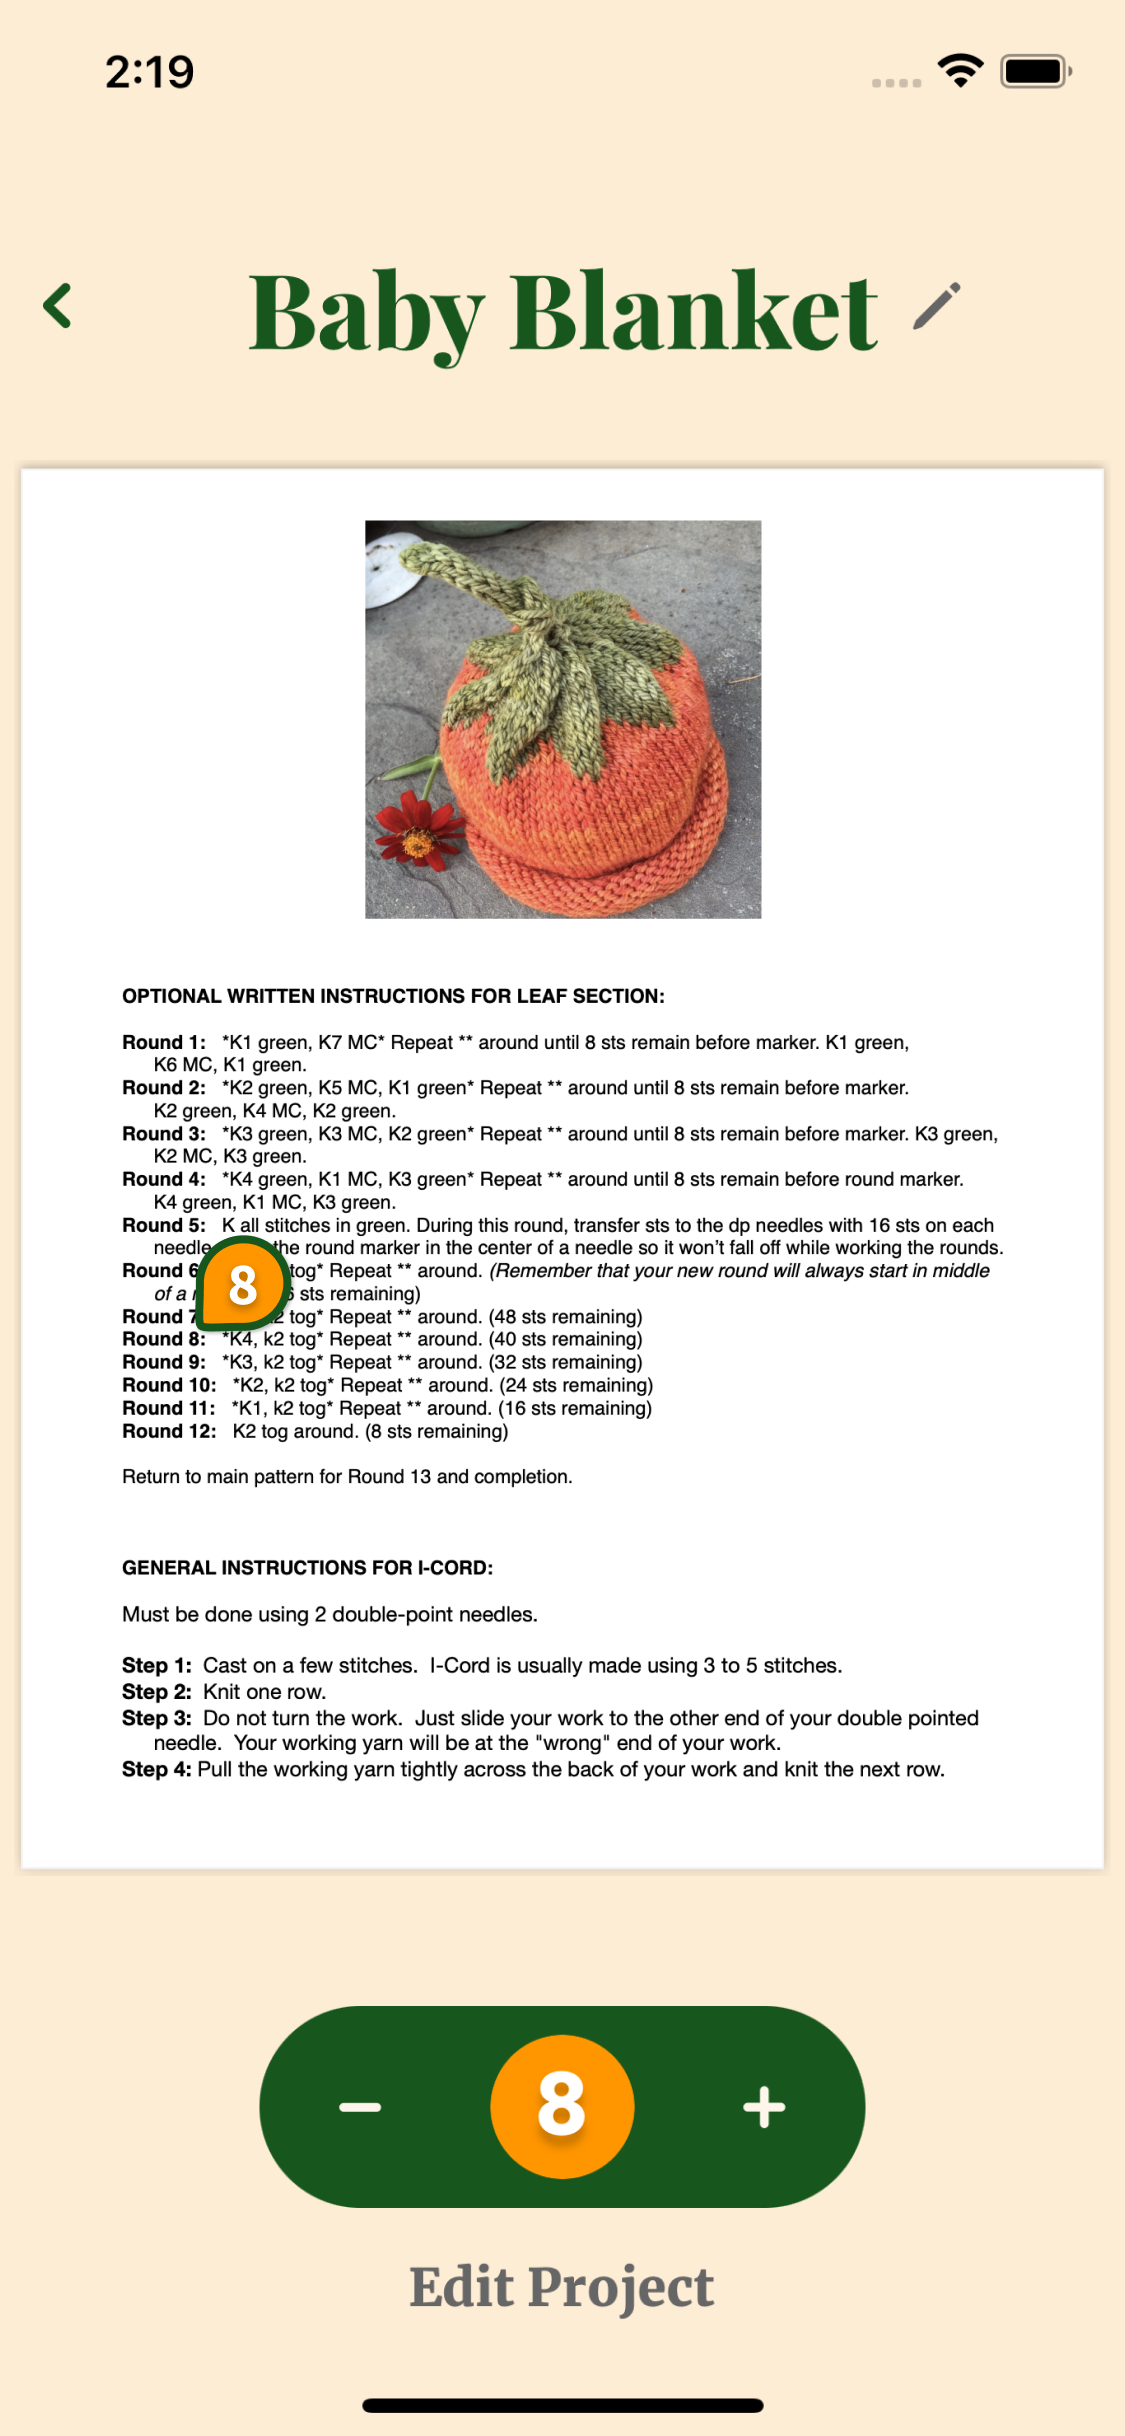 2:19
Baby Blanket
OPTIONAL WRITTEN INSTRUCTIONS FOR LEAF SECTION:
Round 1: *K1 green, K7 MC* Repeat ** around until 8 sts remain before marker. K1 green,
K6 MC, K1 green.
Round 2: *K2 green, K5 MC, K1 green* Repeat ** around until 8 sts remain before marker.
K2 green, K4 MC, K2 green.
Round 3: *K3 green, K3 MC, K2 green* Repeat ** around until 8 sts remain before marker. K3 green,
K2 MC, K3 green.
Round 4: *K4 green, K1 MC, K3 green* Repeat ** around until 8 sts remain before round marker.
K4 green, K1 MC, K3 green.
Round 5: K all stitches in green. During this round, transfer sts to the dp needles with 16 sts on each
needle the round marker in the center of a needle so it won't fall off while working the rounds.
Round 6 tog* Repeat ** around. (Remember that your new round will always start in middle
of a sts remaining)
8
Round 7 tog* Repeat ** around. (48 sts remaining)
Round 8: *K4, k2 tog* Repeat ** around. (40 sts remaining)
Round 9: *K3, k2 tog* Repeat ** around. (32 sts remaining)
Round 10: *K2, k2 tog* Repeat ** around. (24 sts remaining)
Round 11: *K1, k2 tog* Repeat ** around. (16 sts remaining)
Round 12: K2 tog around. (8 sts remaining)
Return to main pattern for Round 13 and completion.
GENERAL INSTRUCTIONS FOR I-CORD:
Must be done using 2 double-point needles.
Step 1: Cast on a few stitches. I-Cord is usually made using 3 to 5 stitches.
Step 2: Knit one row.
Step 3: Do not turn the work. Just slide your work to the other end of your double pointed
needle. Your working yarn will be at the "wrong" end of your work.
Step 4: Pull the working yarn tightly across the back of your work and knit the next row.
− 8 +
Edit Project